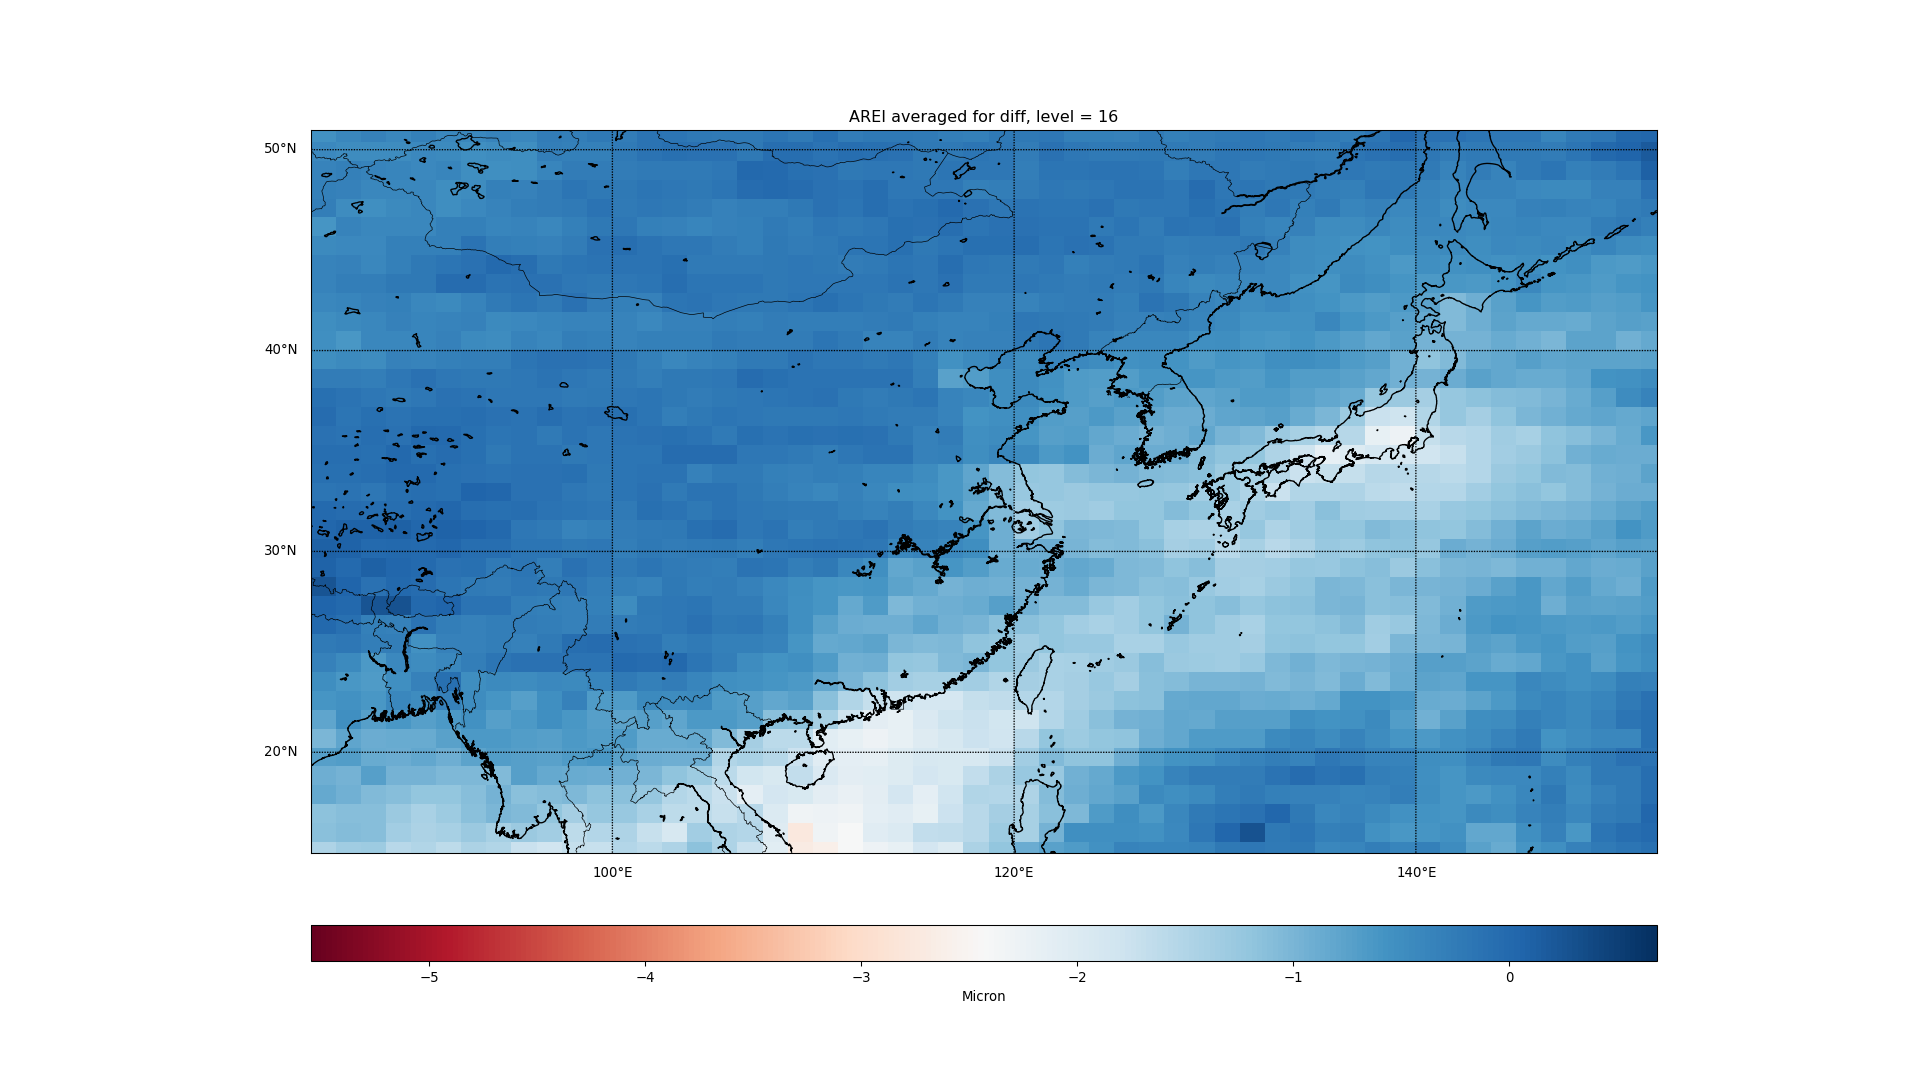 AREI averaged for diff, level = 16
50°N
40°N
30°N
20°N
100°E 120°E 140°E
−5 −4 −3 −2 −1 0
Micron